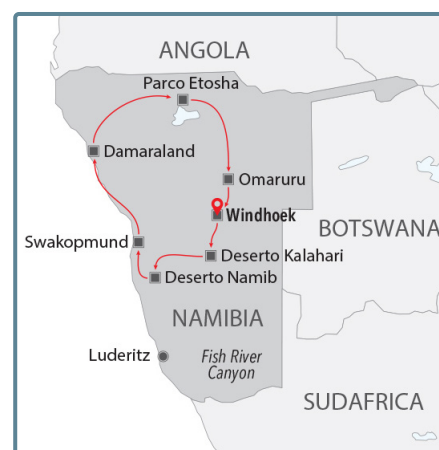 ANGOLA
Parco Etosha
Damaraland
Omaruru
Windhoek
BOTSWANA
Swakopmund
Deserto Kalahari
Deserto Namib
NAMIBIA
Luderitz
Fish River
Canyon
SUDAFRICA